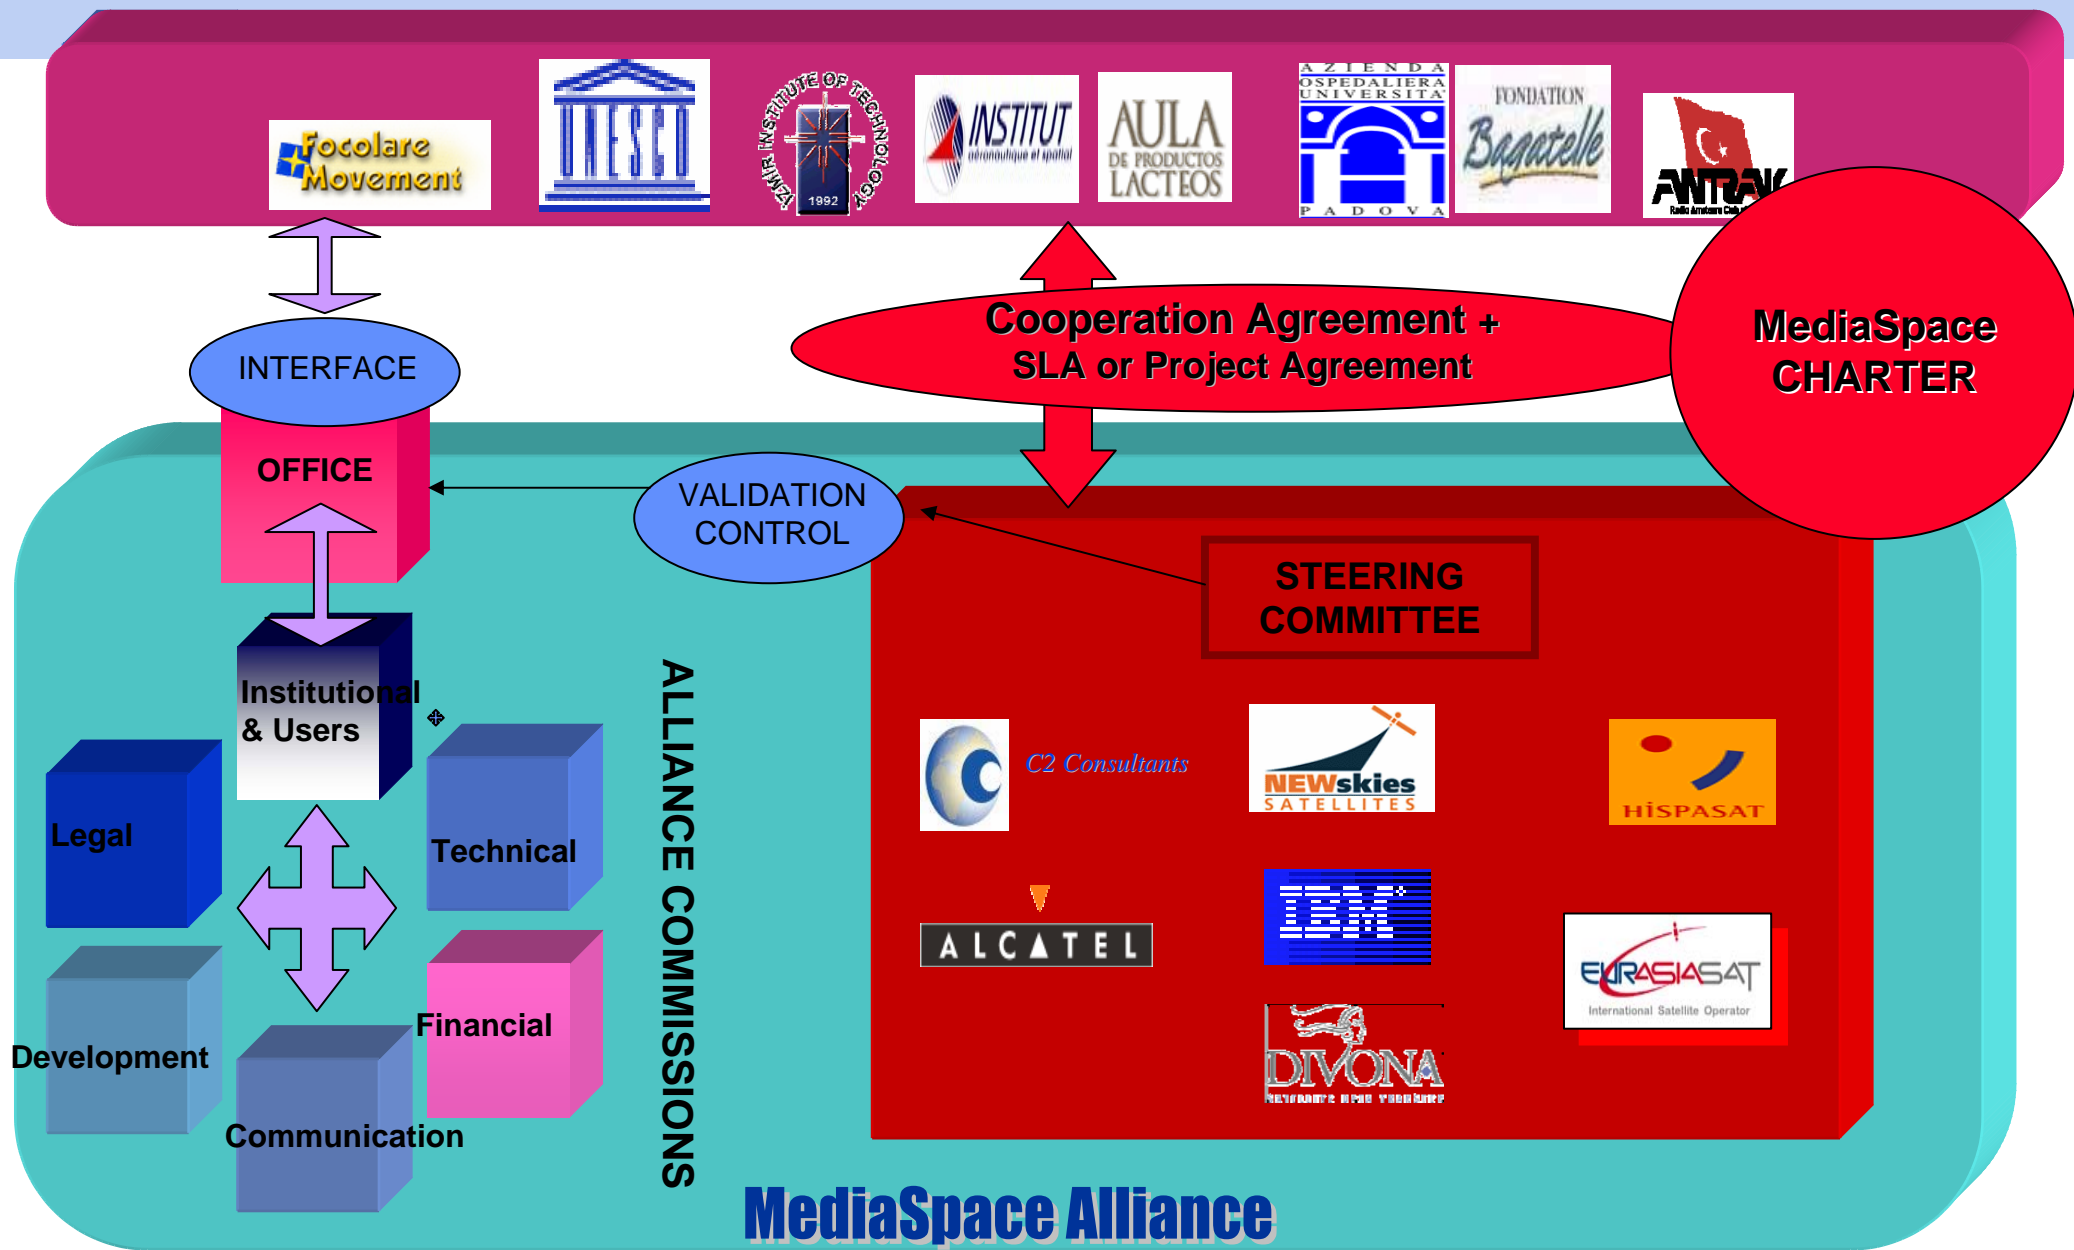 Focolare
Movement
UNESCO
IZMIR INSTITUTE OF TECHNOLOGY
1992
INSTITUT
aéronautique et spatial
AULA
DE PRODUCTOS
LACTEOS
AZIENDA
OSPEDALIERA
UNIVERSITA'
PADOVA
FONDATION
Bagatelle
ANTRAK
MediaSpace
CHARTER
Cooperation Agreement +
SLA or Project Agreement
INTERFACE
OFFICE
VALIDATION
CONTROL
STEERING
COMMITTEE
Institutional
& Users
Legal
Technical
Development
Financial
Communication
ALLIANCE COMMISSIONS
C2 Consultants
NEWskies
SATELLITES
HISPASAT
ALCATEL
IBM
EURASIASAT
International Satellite Operator
DIVONA
MediaSpace Alliance